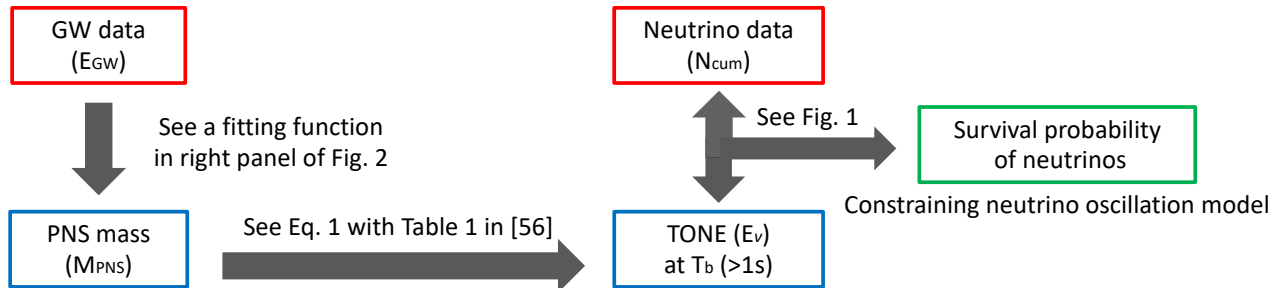 GW data
(EGW)
Neutrino data
(Ncum)
See a fitting function
in right panel of Fig. 2
See Fig. 1
Survival probability
of neutrinos
Constraining neutrino oscillation model
PNS mass
(MPNS)
See Eq. 1 with Table 1 in [56]
TONE (Eν)
at Tb (>1s)